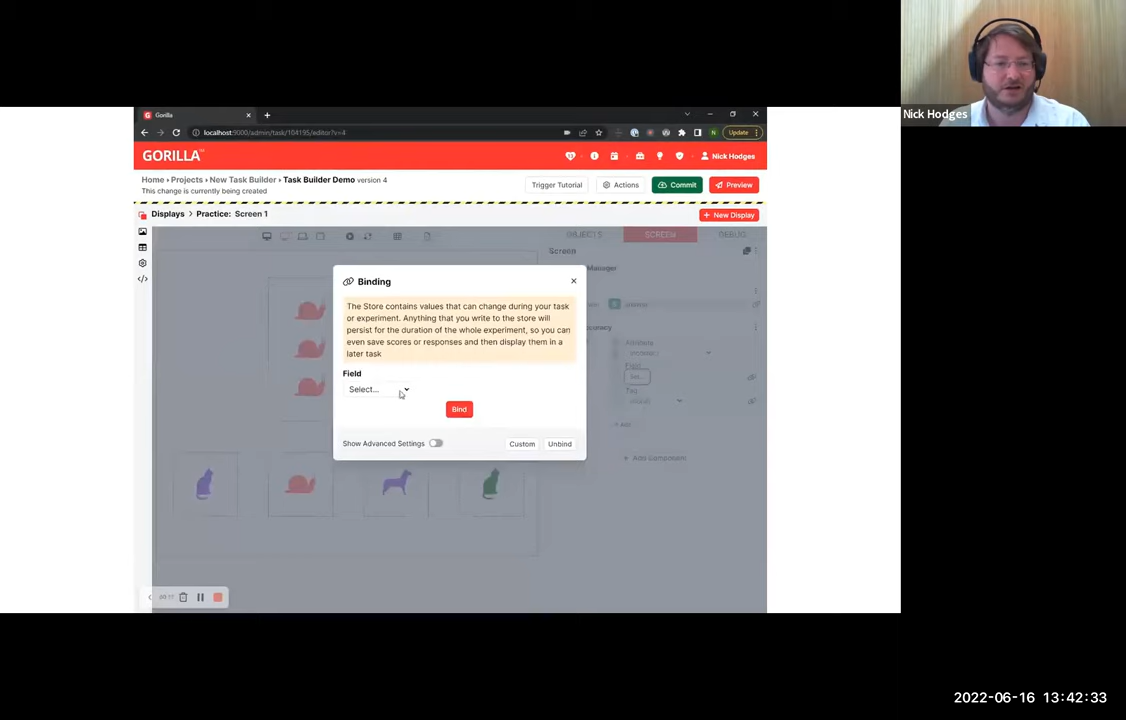 Nick Hodges
Gorilla
localhost:9000/admin/task/104195/editor?v=4
Update
GORILLA
Nick Hodges
Home › Projects › New Task Builder › Task Builder Demo version 4
This change is currently being created
Trigger Tutorial
Actions
Commit
Preview
Displays > Practice: Screen 1
+ New Display
OBJECTS
SCREEN
DEBUG
Screen
Manager
Binding
The Store contains values that can change during your task
or experiment. Anything that you write to the store will
persist for the duration of the whole experiment, so you can
even save scores or responses and then display them in a
later task
Field
Select...
Bind
Show Advanced Settings
Custom
Unbind
Attribute
Tag
+ Add Component
2022-06-16 13:42:33